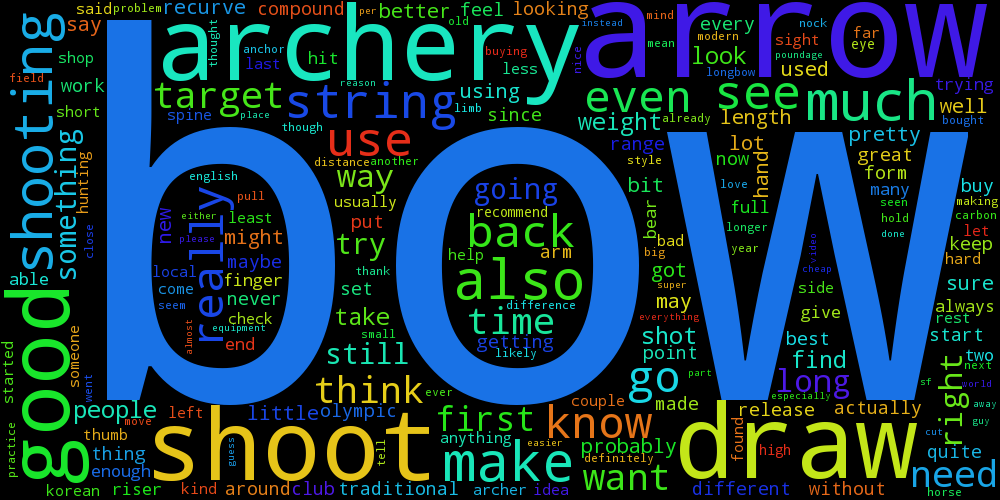 said
problem
recurve
compound
per
better
old
feel
looking
instead
mind
say
archery
arrow
thought
hit
anchor
last
buying
less
nice
mean
modern
every
look
nock
sight
far
eye
poundage
longbow
used
shop
field
work
short
shooting
something
hunting
close
target
spine
place
string
reason
using
limb
since
though
even
weight
already
see
length
much
trying
well
bought
bow
use
distance
another
way
usually
put
try
thank
set
take
small
still
range
style
bit
bear
bad
big
got
super
may
everything
shot
point
go
part
made
lot
now
hand
love
full
longer
year
pretty
great
form
many
seen
hold
done
buy
making
carbon
let
keep
hard
sure
always
rest
start
two
next
world
sf
away
guy
right
cut
quite
need
horse
english
pull
new
really
either
please
least
might
maybe
local
come
seem
finger
never
check
equipment
almost
end
going
recommend
back
help
arm
also
difference
time
getting
likely
video
cheap
side
give
best
find
long
especially
able
good
started
someone
went
practice
people
left
move
thumb
thing
enough
korean
riser
kind
shoot
around
guess
little
olympic
club
tell
traditional
think
ever
first
anything
easier
make
archer
idea
couple
know
probably
definitely
want
draw
release
actually
found
high
different
without